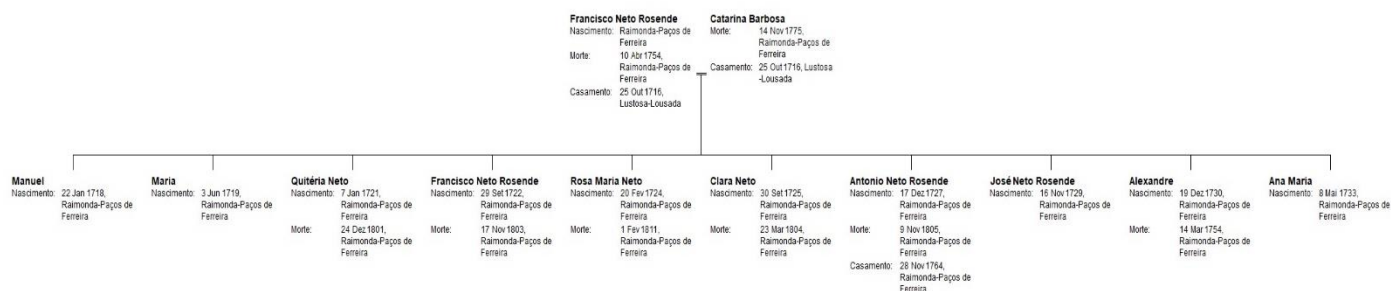 Francisco Neto Rosende
Nascimento: Raimonda-Paços de
Ferreira
Morte: 10 Abr 1754,
Raimonda-Paços de
Ferreira
Casamento: 25 Out 1716,
Lustosa-Lousada
Catarina Barbosa
Morte: 14 Nov 1775,
Raimonda-Paços de
Ferreira
Casamento: 25 Out 1716, Lustosa
-Lousada
Manuel
Nascimento: 22 Jan 1718,
Raimonda-Paços de
Ferreira
Maria
Nascimento: 3 Jun 1719,
Raimonda-Paços de
Ferreira
Quitéria Neto
Nascimento: 7 Jan 1721,
Raimonda-Paços de
Ferreira
Morte: 24 Dez 1801,
Raimonda-Paços de
Ferreira
Francisco Neto Rosende
Nascimento: 29 Set 1722,
Raimonda-Paços de
Ferreira
Morte: 17 Nov 1803,
Raimonda-Paços de
Ferreira
Rosa Maria Neto
Nascimento: 20 Fev 1724,
Raimonda-Paços de
Ferreira
Morte: 1 Fev 1811,
Raimonda-Paços de
Ferreira
Clara Neto
Nascimento: 30 Set 1725,
Raimonda-Paços de
Ferreira
Morte: 23 Mar 1804,
Raimonda-Paços de
Ferreira
Antonio Neto Rosende
Nascimento: 17 Dez 1727,
Raimonda-Paços de
Ferreira
Morte: 9 Nov 1805,
Raimonda-Paços de
Ferreira
Casamento: 28 Nov 1764,
Raimonda-Paços de
Ferreira
José Neto Rosende
Nascimento: 16 Nov 1729,
Raimonda-Paços de
Ferreira
Alexandre
Nascimento: 19 Dez 1730,
Raimonda-Paços de
Ferreira
Morte: 14 Mar 1754,
Raimonda-Paços de
Ferreira
Ana Maria
Nascimento: 8 Mai 1733,
Raimonda-Paços de
Ferreira